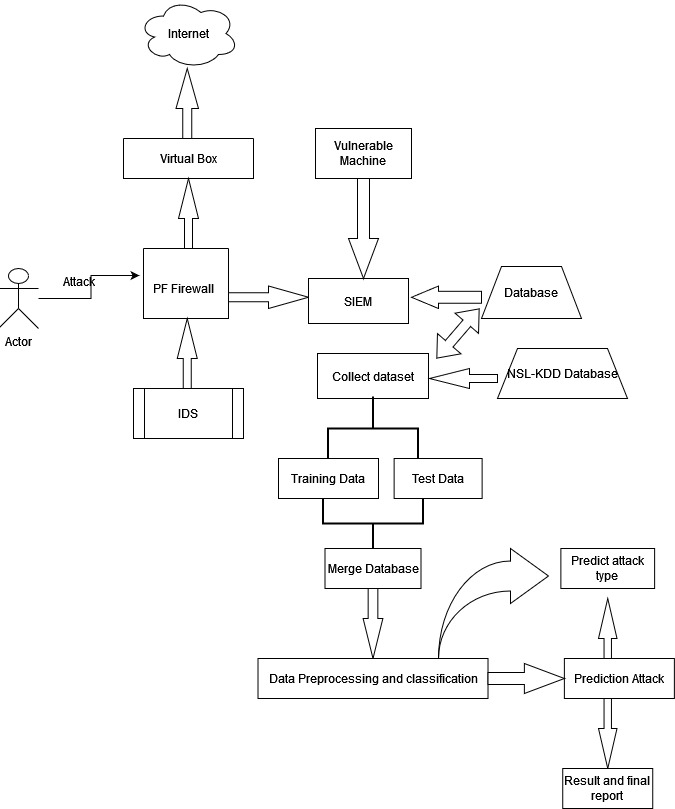 Internet
Virtual Box
Vulnerable
Machine
Attack
PF Firewall
SIEM
Database
Actor
Collect dataset
NSL-KDD Database
IDS
Training Data
Test Data
Merge Database
Predict attack
type
Data Preprocessing and classification
Prediction Attack
Result and final
report